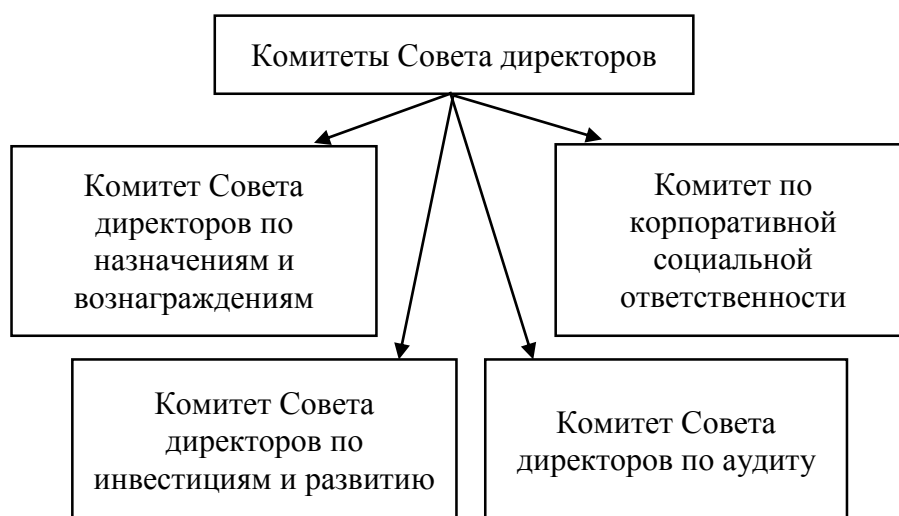 Комитеты Совета директоров
Комитет Совета
директоров по
назначениям и
вознаграждениям
Комитет по
корпоративной
социальной
ответственности
Комитет Совета
директоров по
инвестициям и развитию
Комитет Совета
директоров по аудиту